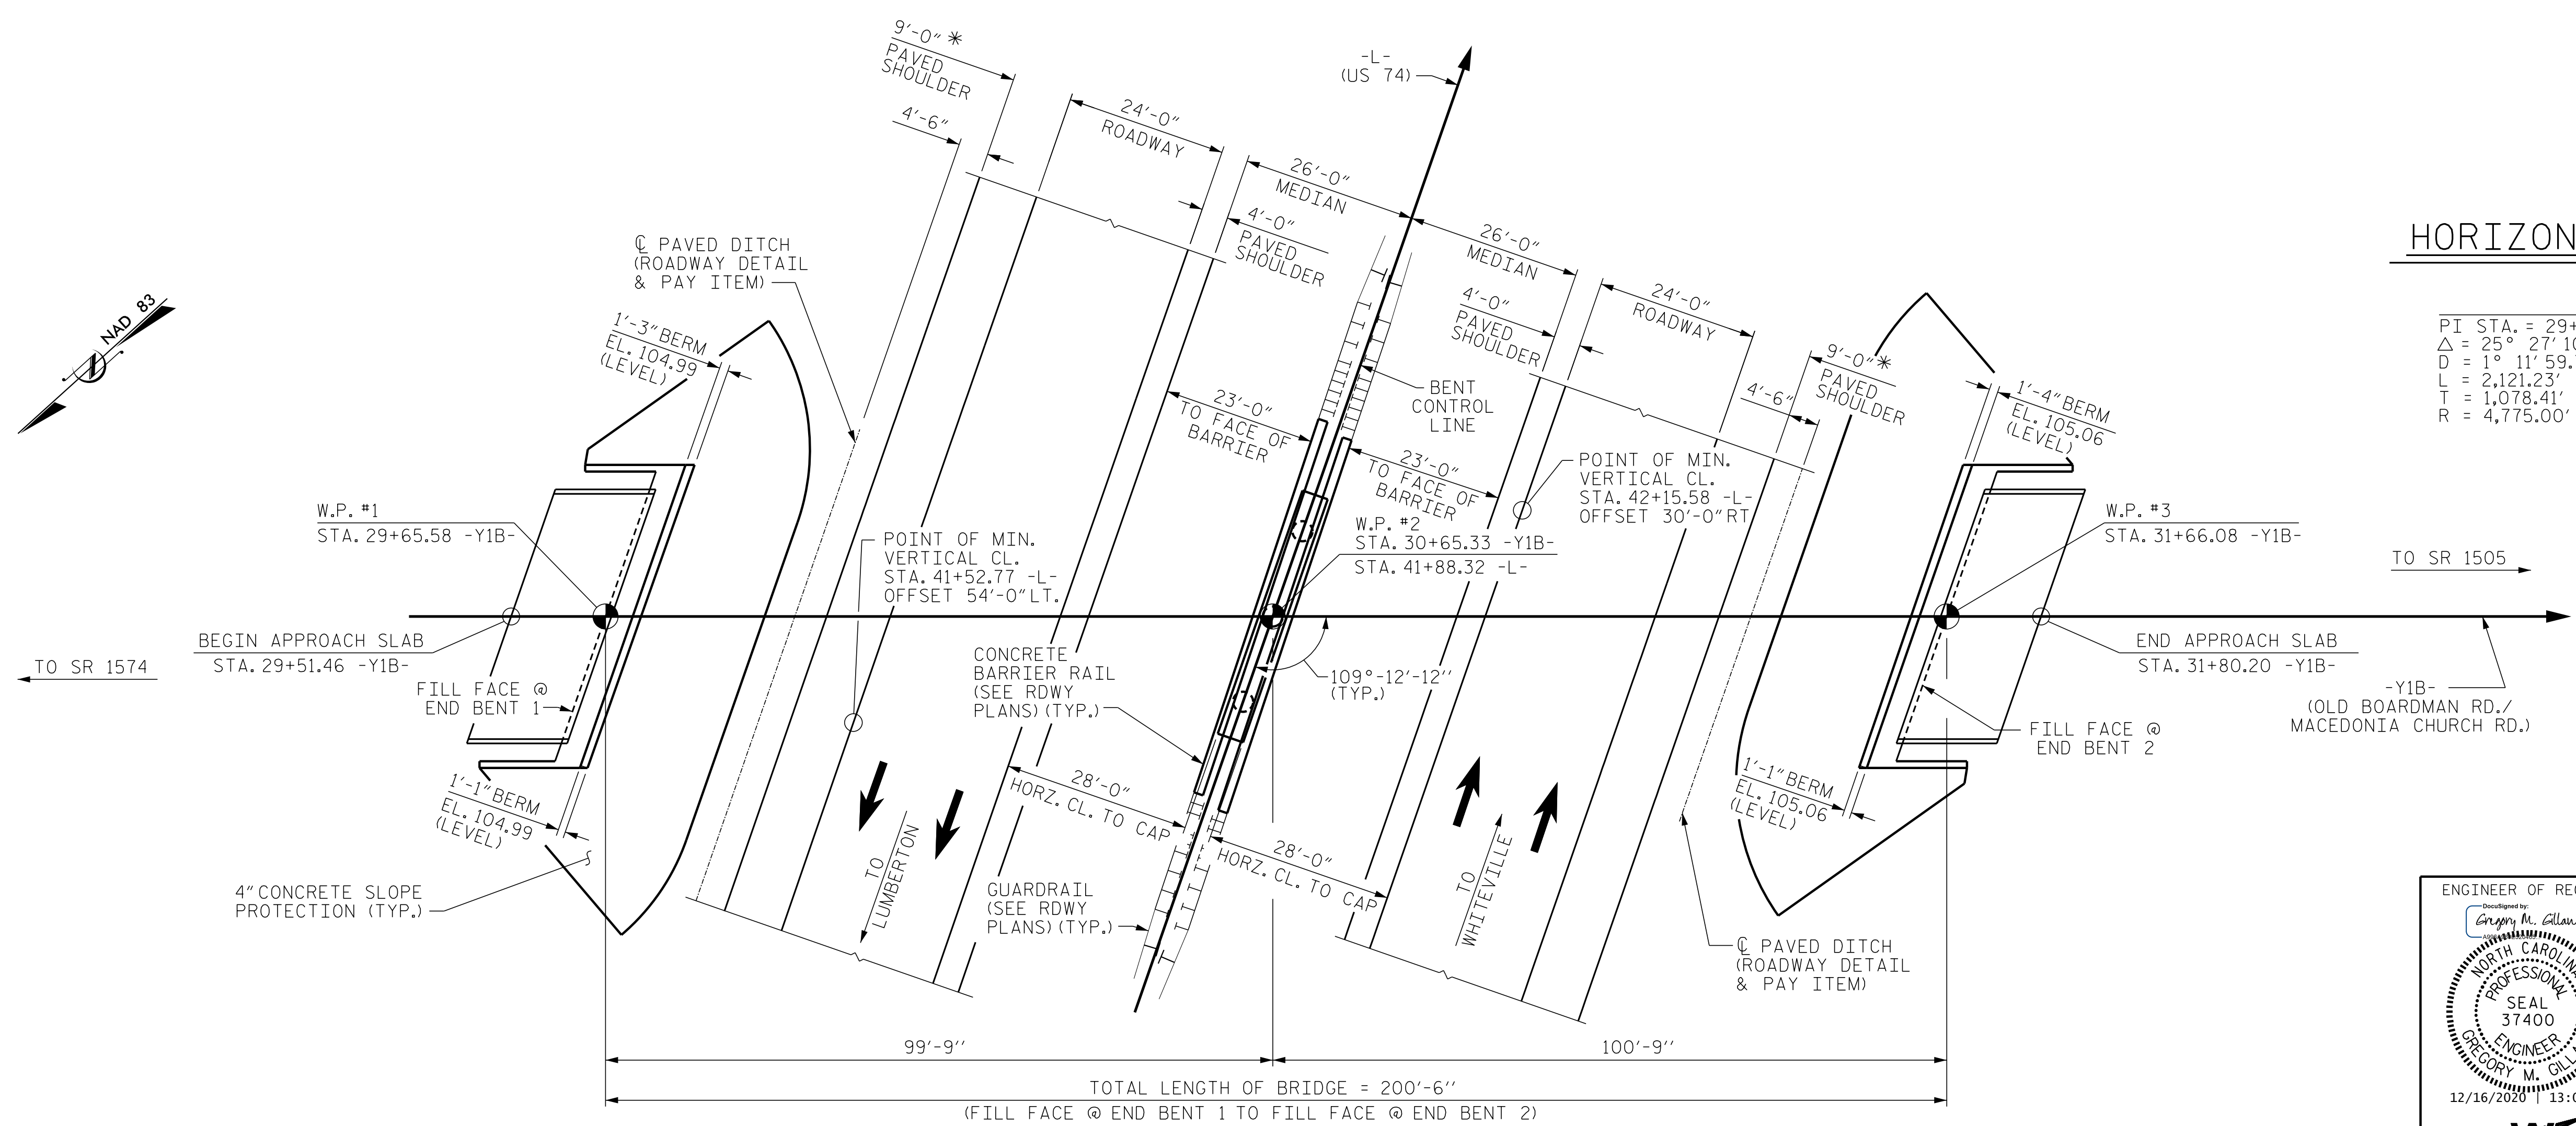 9'-0" *
PAVED
SHOULDER
4'-6"
24'-0"
ROADWAY
26'-0"
MEDIAN
4'-0"
PAVED
SHOULDER
-L-
(US 74)
26'-0"
MEDIAN
4'-0"
PAVED
SHOULDER
24'-0"
ROADWAY
9'-0" *
PAVED
SHOULDER
4'-6"
NAD 83
℄ PAVED DITCH
(ROADWAY DETAIL
& PAY ITEM)
1'-3" BERM
EL. 104.99
(LEVEL)
23'-0"
TO FACE OF
BARRIER
BENT
CONTROL
LINE
23'-0"
TO FACE OF
BARRIER
1'-4" BERM
EL. 105.06
(LEVEL)
HORIZON
PI STA. = 29+
△ = 25° 27' 10
D = 1° 11' 59.
L = 2,121.23'
T = 1,078.41'
R = 4,775.00'
W.P. #1
STA. 29+65.58 -Y1B-
POINT OF MIN.
VERTICAL CL.
STA. 41+52.77 -L-
OFFSET 54'-0" LT.
POINT OF MIN.
VERTICAL CL.
STA. 42+15.58 -L-
OFFSET 30'-0" RT
W.P. #2
STA. 30+65.33 -Y1B-
STA. 41+88.32 -L-
W.P. #3
STA. 31+66.08 -Y1B-
TO SR 1505
BEGIN APPROACH SLAB
STA. 29+51.46 -Y1B-
TO SR 1574
FILL FACE @
END BENT 1
CONCRETE
BARRIER RAIL
(SEE RDWY
PLANS) (TYP.)
109°-12'-12''
(TYP.)
END APPROACH SLAB
STA. 31+80.20 -Y1B-
-Y1B-
(OLD BOARDMAN RD./
MACEDONIA CHURCH RD.)
FILL FACE @
END BENT 2
1'-1" BERM
EL. 104.99
(LEVEL)
28'-0"
HORZ. CL. TO CAP
28'-0"
HORZ. CL. TO CAP
1'-1" BERM
EL. 105.06
(LEVEL)
TO
LUMBERTON
TO
WHITEVILLE
4" CONCRETE SLOPE
PROTECTION (TYP.)
GUARDRAIL
(SEE RDWY
PLANS) (TYP.)
℄ PAVED DITCH
(ROADWAY DETAIL
& PAY ITEM)
99'-9''
100'-9''
TOTAL LENGTH OF BRIDGE = 200'-6''
(FILL FACE @ END BENT 1 TO FILL FACE @ END BENT 2)
ENGINEER OF REC
DocuSigned by:
Gregory M. Gillan
NORTH CAROLINA
PROFESSIONAL
SEAL
37400
ENGINEER
GREGORY M. GILLA
12/16/2020 | 13:0